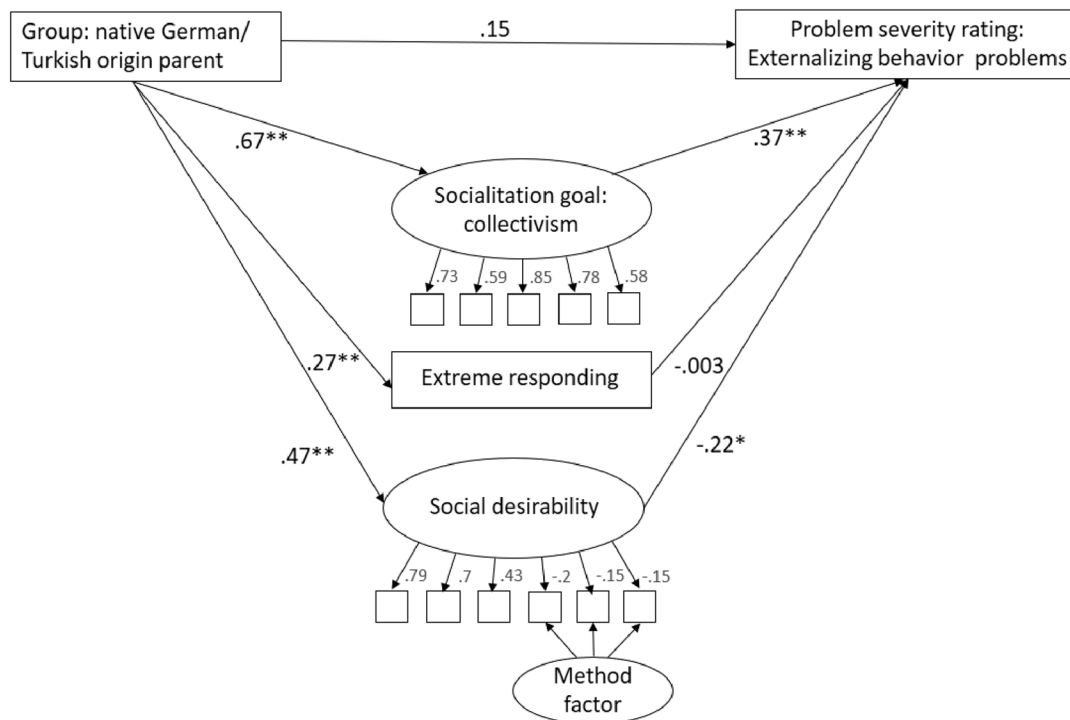 Group: native German/
Turkish origin parent
.15
Problem severity rating:
Externalizing behavior problems
.67**
.37**
Socialitation goal:
collectivism
.73
.59
.85
.78
.58
.27**
Extreme responding
-.003
.47**
-.22*
Social desirability
.79
.7
.43
-.2
-.15
-.15
Method
factor